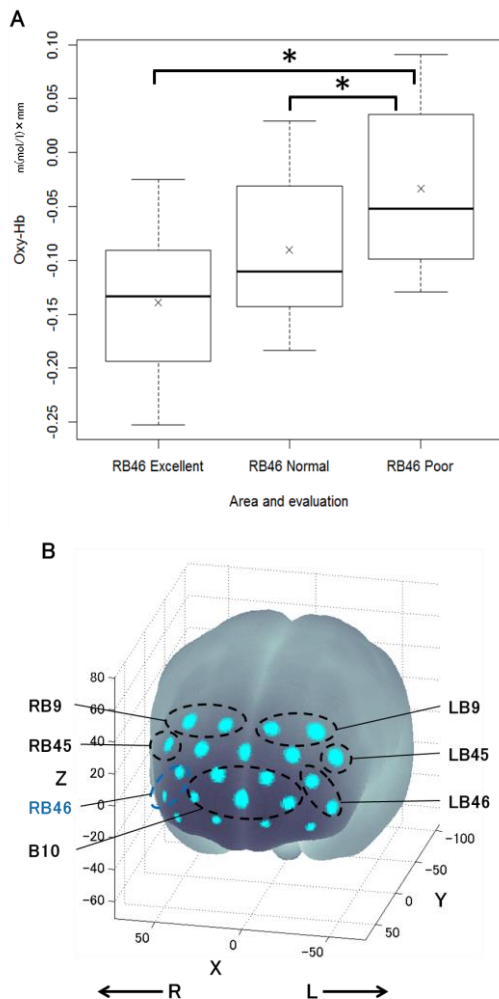 A
0.10
0.05
0.00
-0.05
-0.10
-0.15
-0.20
-0.25
Oxy-Hb
m(mol/l)×mm
*
*
×
×
×
RB46 Excellent
RB46 Normal
RB46 Poor
Area and evaluation
B
80
60
40
20
0
-20
-40
-60
Z
RB9
RB45
RB46
B10
LB9
LB45
LB46
-100
-50
0
50
Y
50
0
-50
X
R
L